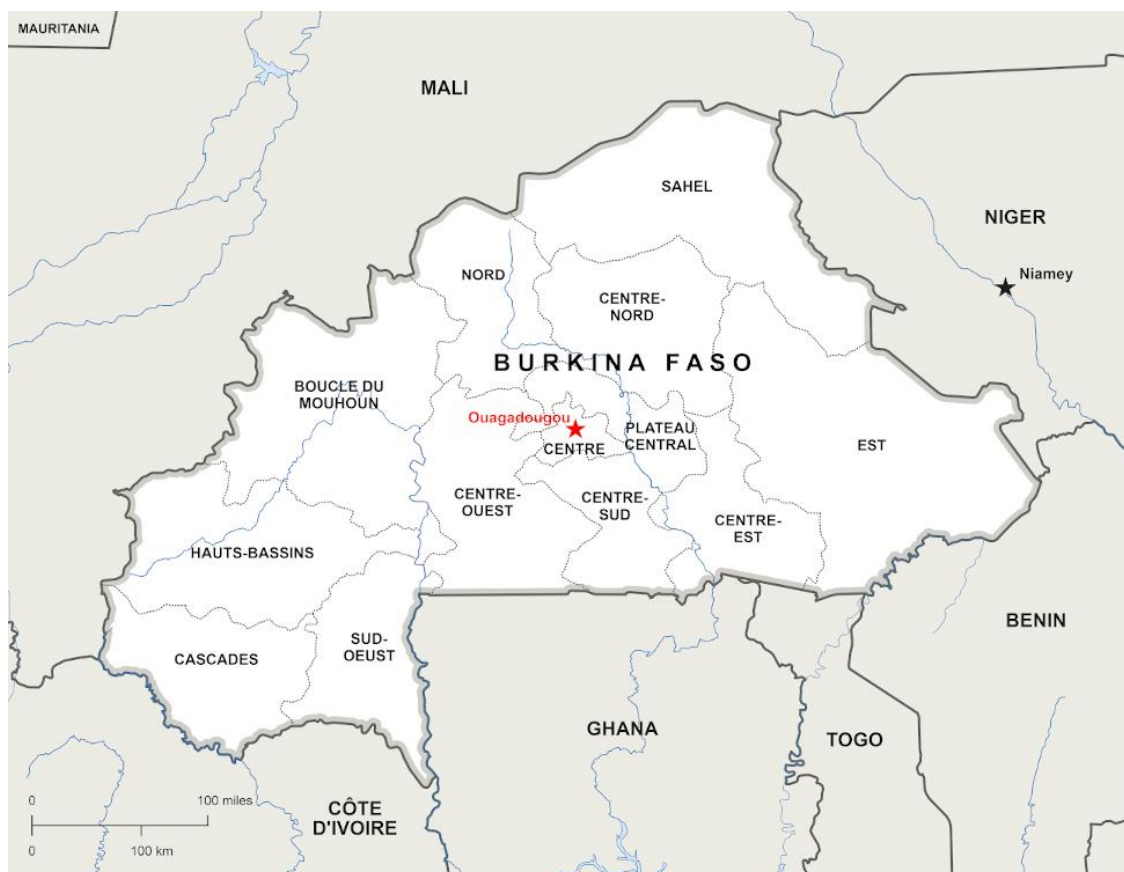 MAURITANIA
MALI
SAHEL
NIGER
NORD
Niamey
CENTRE-
NORD
BURKINA FASO
BOUCLE DU
MOUHOUN
Ouagadougou
PLATEAU
CENTRAL
CENTRE
EST
CENTRE-
OUEST
CENTRE-
SUD
CENTRE-
EST
HAUTS-BASSINS
BENIN
SUD-
OEUST
CASCADES
GHANA
TOGO
CÔTE
D'IVOIRE
0 100 miles
0 100 km